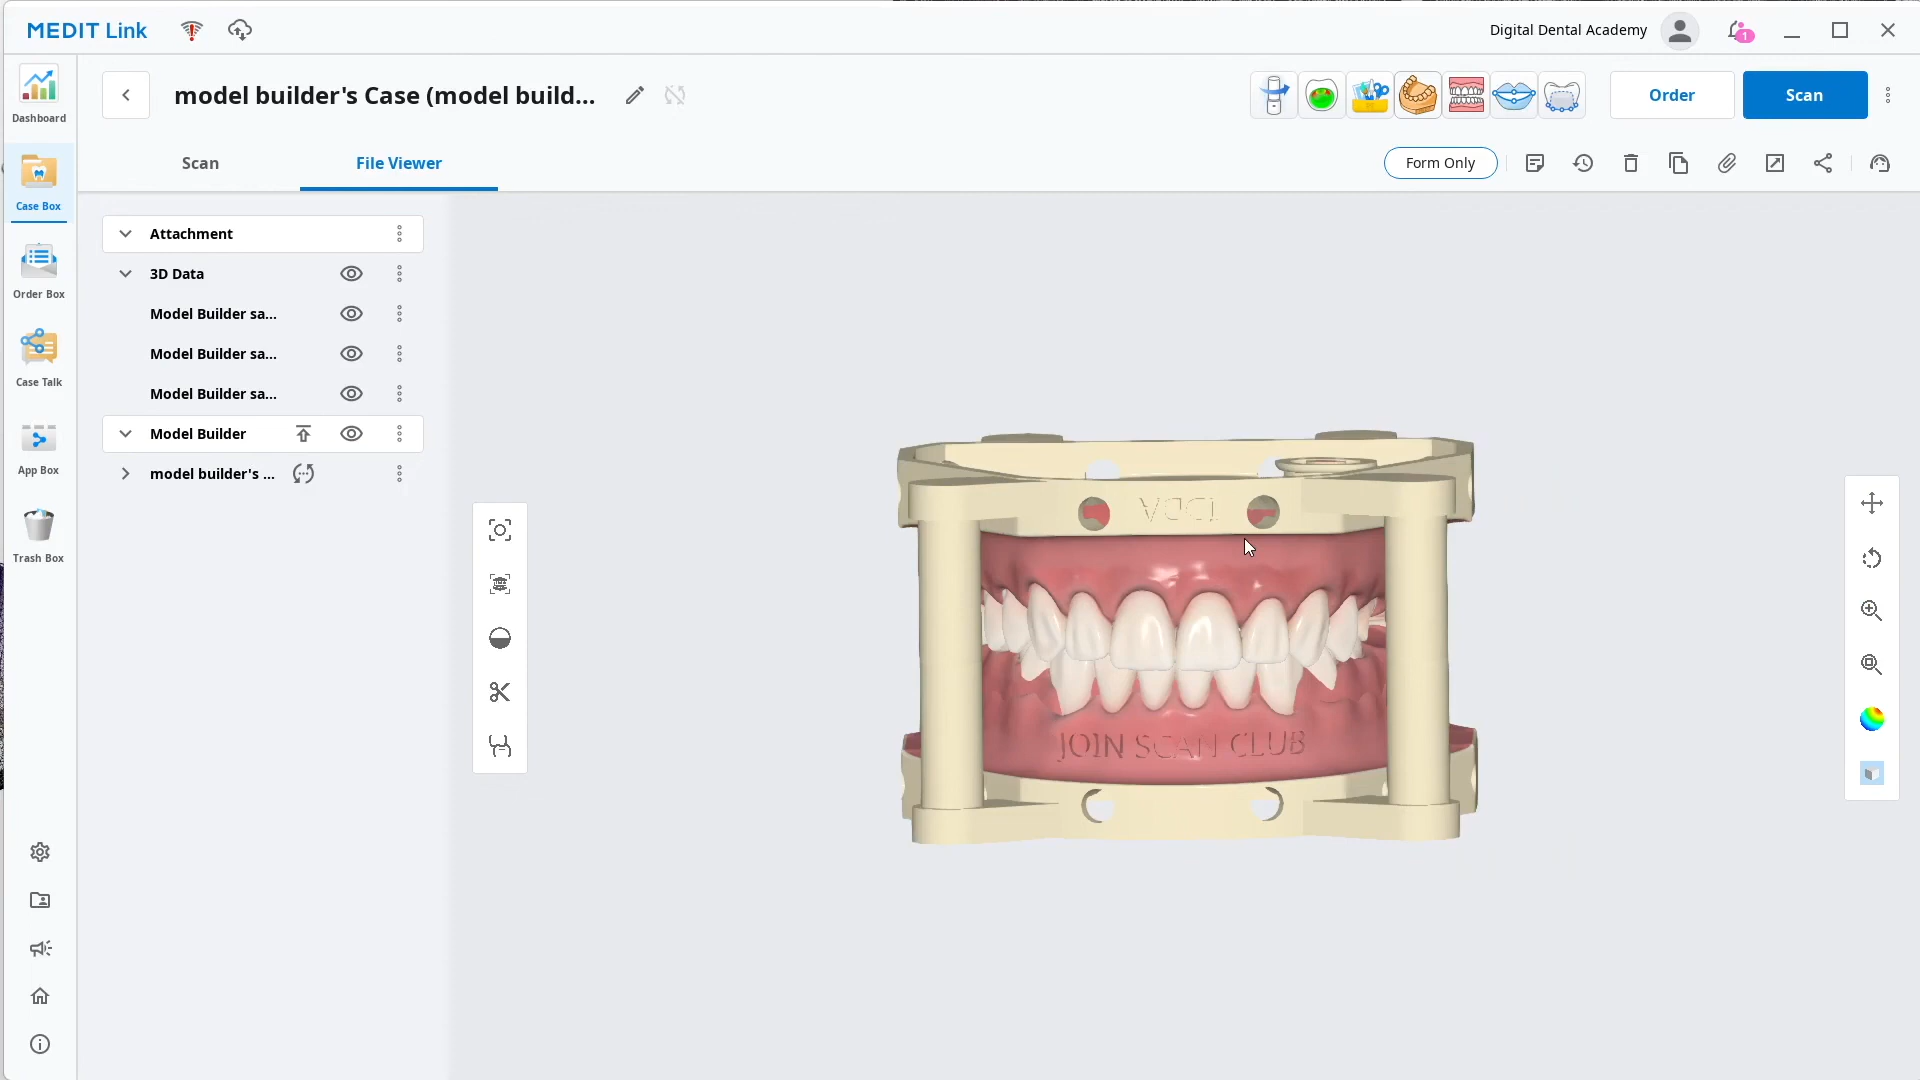 MEDIT Link
Digital Dental Academy
1
Dashboard
Case Box
Order Box
Case Talk
App Box
Trash Box
model builder's Case (model build...
Order
Scan
Scan
File Viewer
Form Only
Attachment
3D Data
Model Builder sa...
Model Builder sa...
Model Builder sa...
Model Builder
model builder's ...
IDDA
JOIN SCAN CLUB